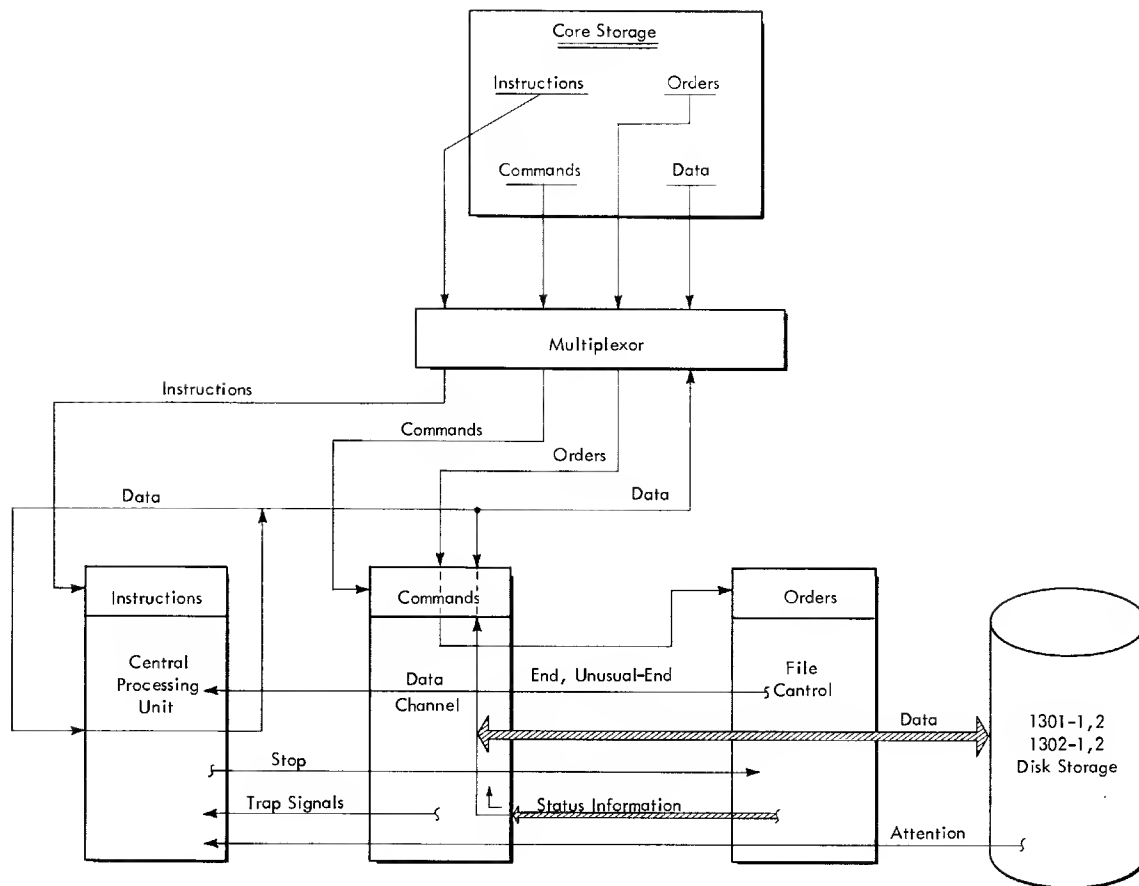 Core Storage
Instructions
Orders
Commands
Data
Multiplexor
Instructions
Commands
Orders
Data
Data
Instructions
Commands
Orders
Central
Processing
Unit
Data
Channel
End, Unusual-End
File
Cantrol
Data
1301-1,2
1302-1,2
Disk Storage
Stop
Trap Signals
Status Information
Attention